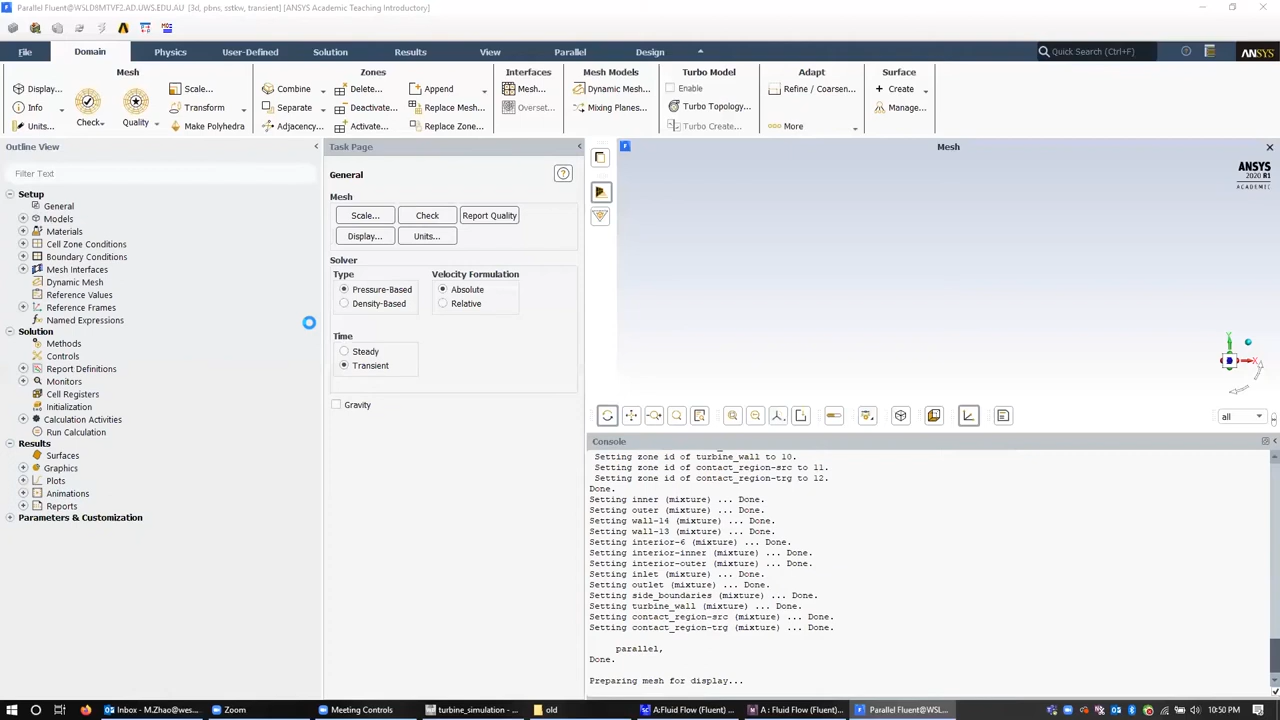 Parallel Fluent@WSLD8MTVF2.AD.UWS.EDU.AU [3d, pbns, sstkw, transient] [ANSYS Academic Teaching Introductory]
File Domain Physics User-Defined Solution Results View Parallel Design Quick Search (Ctrl+F) ANSYS
Mesh Zones Interfaces Mesh Models Turbo Model Adapt Surface
Display... Scale... Combine Delete... Append Mesh... Dynamic Mesh... Enable Refine / Coarsen... Create
Info Check Quality Transform Separate Deactivate... Replace Mesh... Overset... Mixing Planes... Turbo Topology... Manage...
Units... Make Polyhedra Adjacency... Activate... Replace Zone... Turbo Create... More
Outline View
Filter Text
Setup
General
Models
Materials
Cell Zone Conditions
Boundary Conditions
Mesh Interfaces
Dynamic Mesh
Reference Values
Reference Frames
Named Expressions
Solution
Methods
Controls
Report Definitions
Monitors
Cell Registers
Initialization
Calculation Activities
Run Calculation
Results
Surfaces
Graphics
Plots
Animations
Reports
Parameters & Customization
Task Page
General
Mesh
Scale... Check Report Quality
Display... Units...
Solver
Type Velocity Formulation
Pressure-Based Absolute
Density-Based Relative
Time
Steady
Transient
Gravity
Mesh
ANSYS
2020 R1
ACADEMIC
Y
X
all
Console
Setting zone id of turbine_wall to 10.
Setting zone id of contact_region-src to 11.
Setting zone id of contact_region-trg to 12.
Done.
Setting inner (mixture) ... Done.
Setting outer (mixture) ... Done.
Setting wall-14 (mixture) ... Done.
Setting wall-13 (mixture) ... Done.
Setting interior-6 (mixture) ... Done.
Setting interior-inner (mixture) ... Done.
Setting interior-outer (mixture) ... Done.
Setting inlet (mixture) ... Done.
Setting outlet (mixture) ... Done.
Setting side_boundaries (mixture) ... Done.
Setting turbine_wall (mixture) ... Done.
Setting contact_region-src (mixture) ... Done.
Setting contact_region-trg (mixture) ... Done.
parallel,
Done.
Preparing mesh for display...
Inbox - M.Zhao@wes... Zoom Meeting Controls turbine_simulation - ... old A:Fluid Flow (Fluent) ... A : Fluid Flow (Fluent)... Parallel Fluent@WSL... 10:50 PM